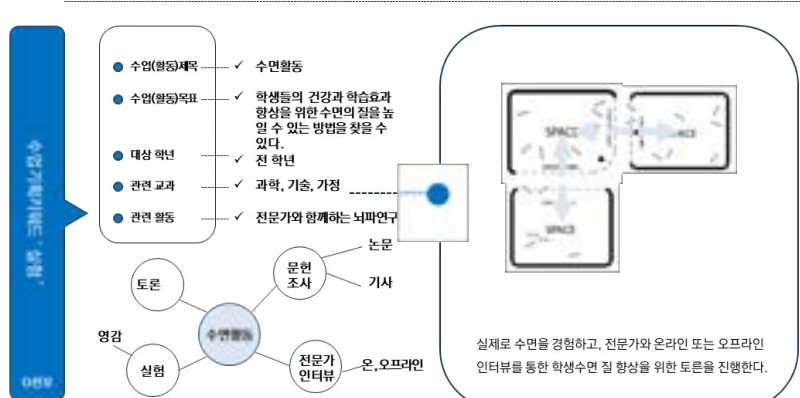 수업(활동)제목
수면활동
수업(활동)목표
학생들의 건강과 학습효과
향상을 위한 수면의 질을 높
일 수 있는 방법을 찾을 수
있다.
대상 학년
전 학년
관련 교과
과학, 기술, 가정
관련 활동
전문가와 함께하는 뇌파연구
논문
문헌
조사
기사
토론
수면활동
영감
실험
전문가
인터뷰
온,오프라인
SPACE
SPACE
실제로 수면을 경험하고, 전문가와 온라인 또는 오프라인
인터뷰를 통한 학생수면 질 향상을 위한 토른을 진행한다.